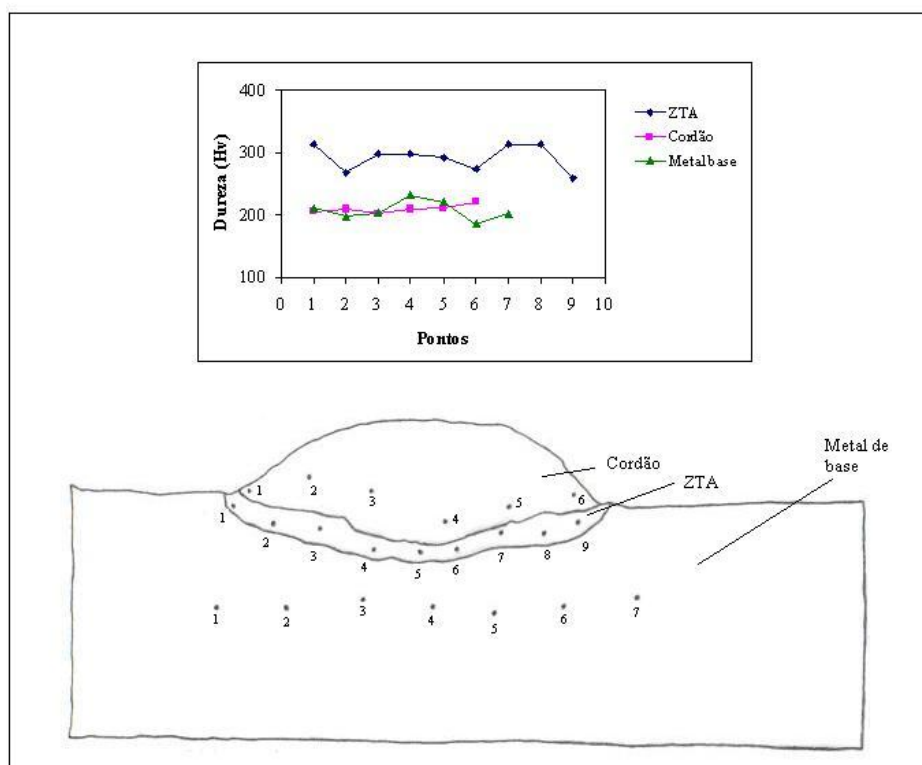 400
300
200
100
0 1 2 3 4 5 6 7 8 9 10
Dureza (Hv)
Pontos
ZTA
Cordão
Metal base
Metal de
base
Cordão
ZTA
1 2 3 4 5 6
1 2 3 4 5 6 7 8 9
1 2 3 4 5 6 7